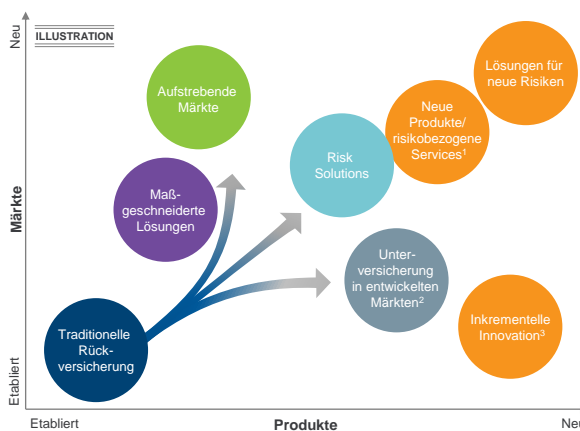 Neu
ILLUSTRATION
Lösungen für
neue Risiken
Aufstrebende
Märkte
Neue
Produkte/
risikobezogene
Services¹
Risk
Solutions
Maß-
geschneiderte
Lösungen
Märkte
Unter-
versicherung
in entwickelten
Märkten²
Inkrementelle
Innovation³
Traditionelle
Rück-
versicherung
Etabliert
Etabliert
Produkte
Neu